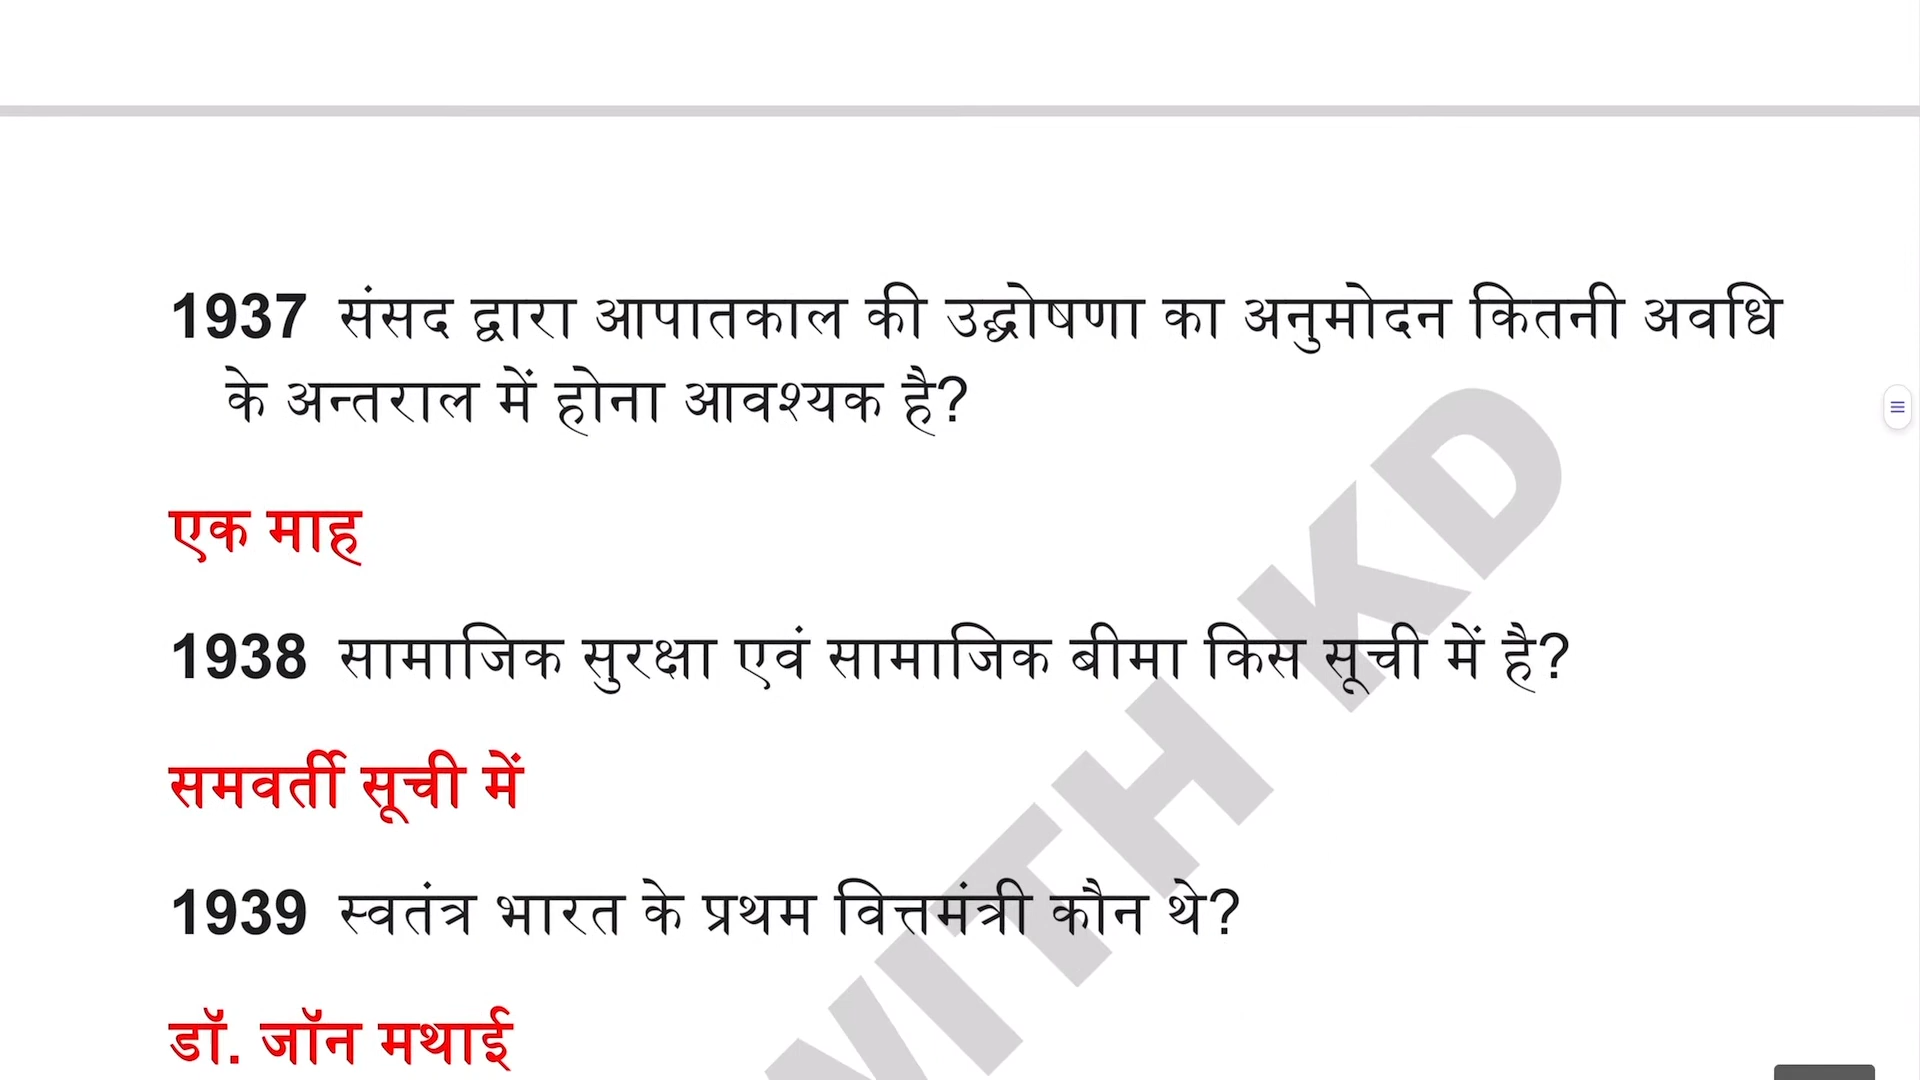 1937 संसद द्वारा आपातकाल की उद्घोषणा का अनुमोदन कितनी अवधि
के अन्तराल में होना आवश्यक है?
एक माह
1938 सामाजिक सुरक्षा एवं सामाजिक बीमा किस सूची में है?
समवर्ती सूची में
1939 स्वतंत्र भारत के प्रथम वित्तमंत्री कौन थे?
डॉ. जॉन मथाई
WITH KD